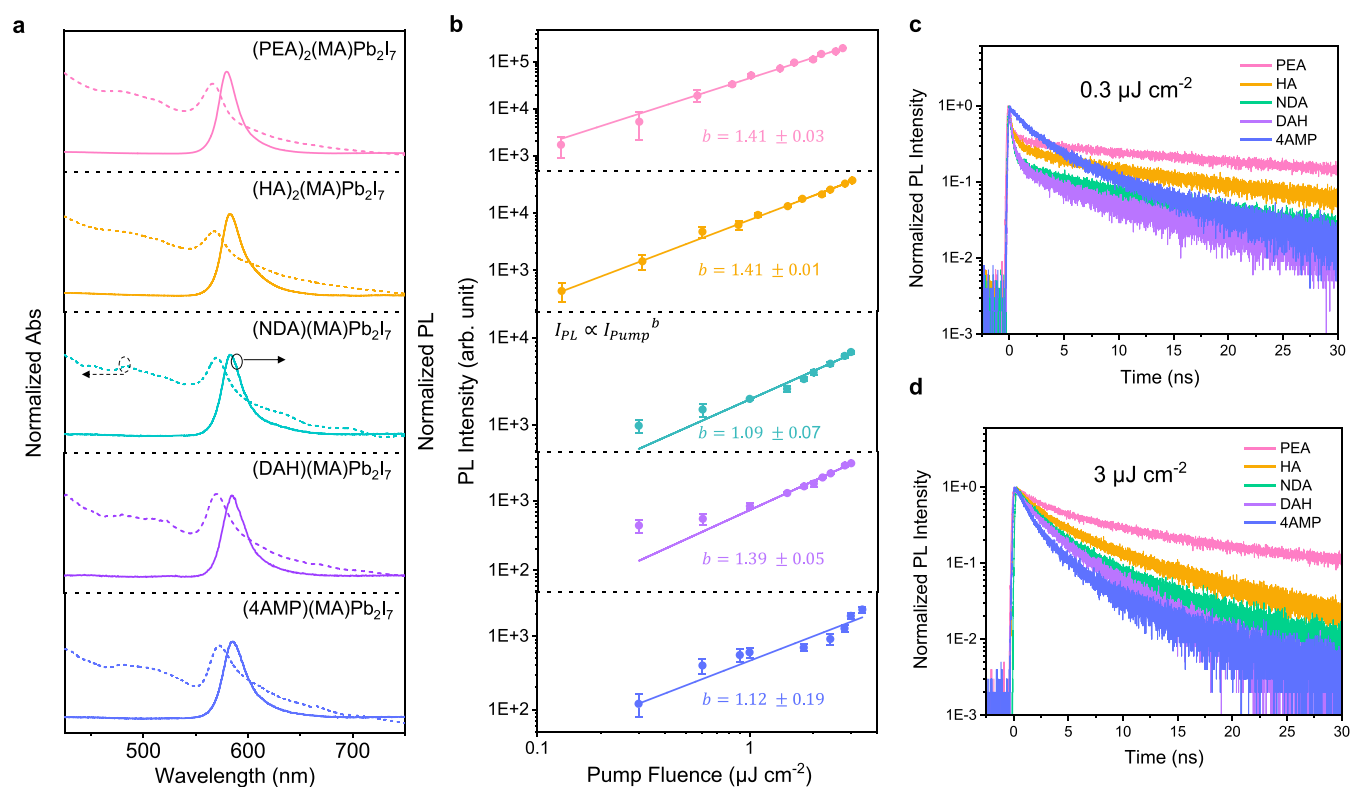 a
(PEA)₂(MA)Pb₂I₇
(HA)₂(MA)Pb₂I₇
(NDA)(MA)Pb₂I₇
(DAH)(MA)Pb₂I₇
(4AMP)(MA)Pb₂I₇
Normalized Abs
Normalized PL
500
600
700
Wavelength (nm)
b
1E+5
1E+4
1E+3
b = 1.41 ± 0.03
1E+4
1E+3
b = 1.41 ± 0.01
I_PL ∝ I_Pump^b
1E+4
1E+3
b = 1.09 ± 0.07
1E+3
1E+2
b = 1.39 ± 0.05
1E+3
1E+2
b = 1.12 ± 0.19
PL Intensity (arb. unit)
0.1
1
Pump Fluence (μJ cm⁻²)
c
0.3 μJ cm⁻²
PEA
HA
NDA
DAH
4AMP
1E+0
1E-1
1E-2
1E-3
Normalized PL Intensity
0 5 10 15 20 25 30
Time (ns)
d
3 μJ cm⁻²
PEA
HA
NDA
DAH
4AMP
1E+0
1E-1
1E-2
1E-3
Normalized PL Intensity
0 5 10 15 20 25 30
Time (ns)